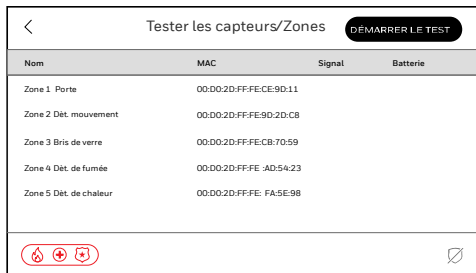 Tester les capteurs/Zones
DÉMARRER LE TEST
Nom MAC Signal Batterie
Zone 1 Porte 00:D0:2D:FF:FE:CE:9D:11
Zone 2 Dèt. mouvement 00:D0:2D:FF:FE:9D:2D:C8
Zone 3 Bris de verre 00:D0:2D:FF:FE:CB:70:59
Zone 4 Dèt. de fumée 00:D0:2D:FF:FE :AD:54:23
Zone 5 Dèt. de chaleur 00:D0:2D:FF:FE: FA:5E:98